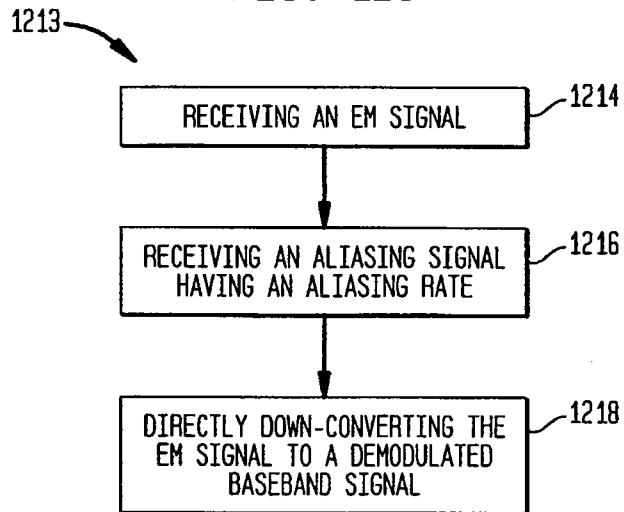 1213
RECEIVING AN EM SIGNAL
1214
RECEIVING AN ALIASING SIGNAL
HAVING AN ALIASING RATE
1216
DIRECTLY DOWN-CONVERTING THE
EM SIGNAL TO A DEMODULATED
BASEBAND SIGNAL
1218